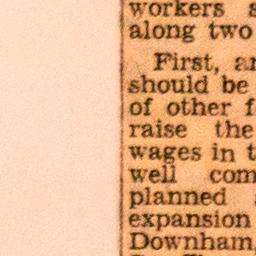 workers
along two
First,
should be
of other
raise the
wages in
well com
planned
expansion
Downham,